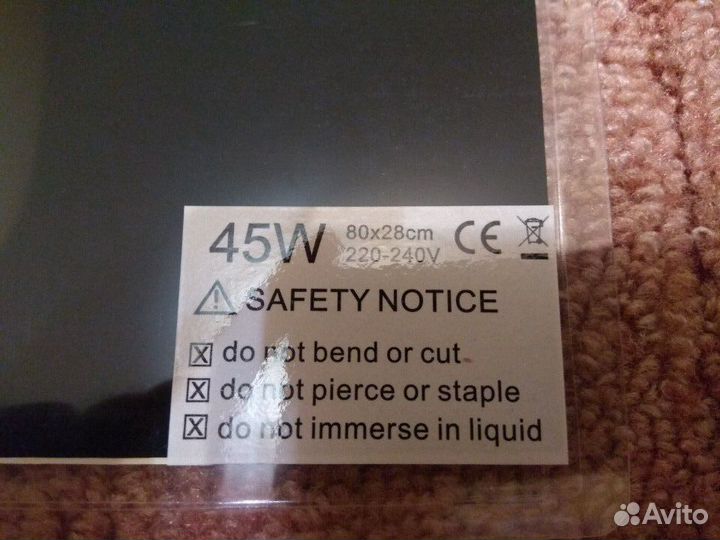 45W 80x28cm CE
220-240V
SAFETY NOTICE
X do not bend or cut
X do not pierce or staple
X do not immerse in liquid
Avito